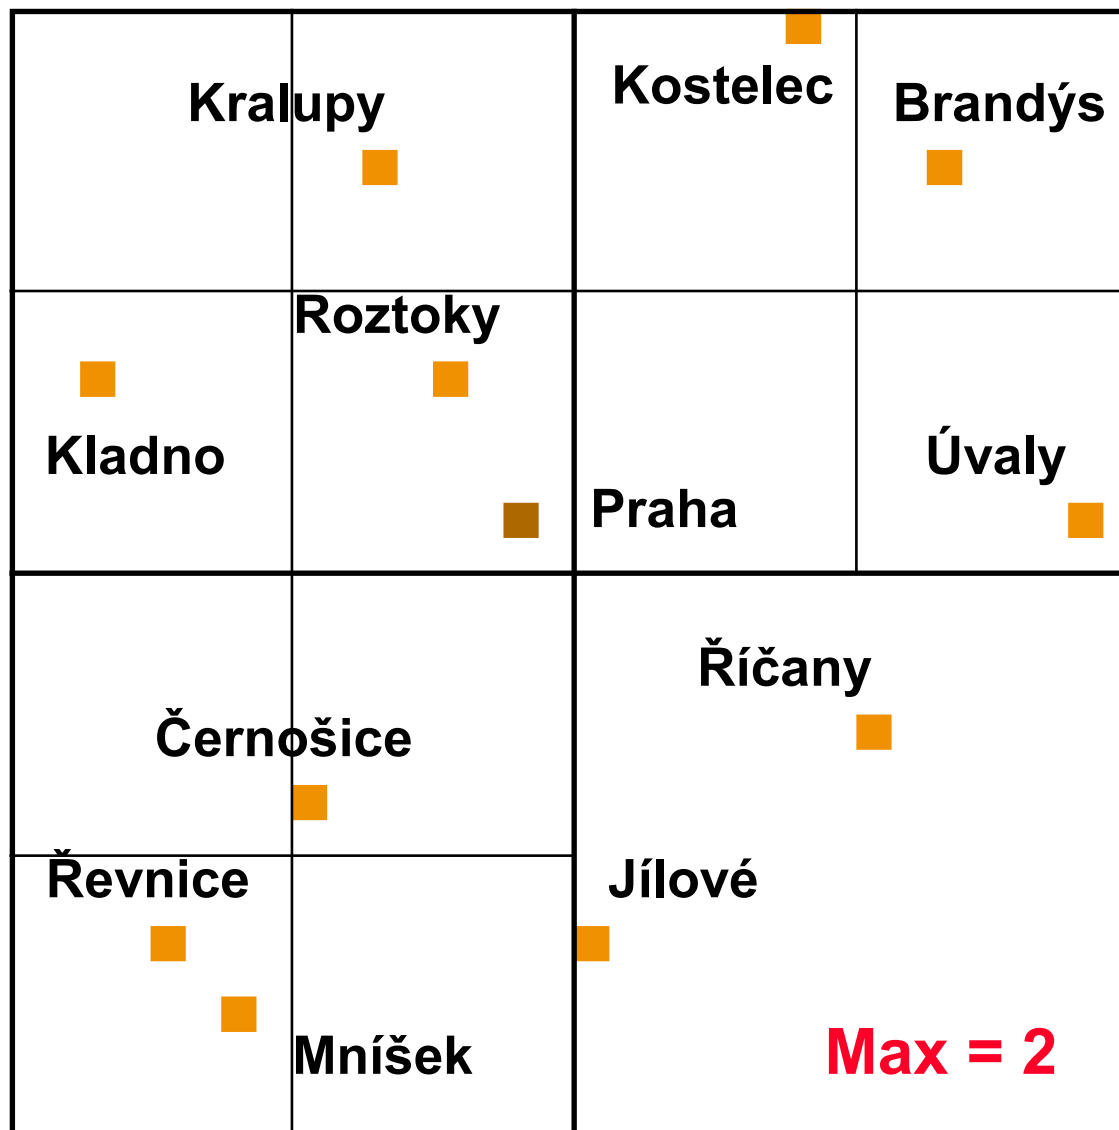 Kostelec
Kralupy
Brandýs
Roztoky
Kladno
Úvaly
Praha
Říčany
Černošice
Řevnice
Jílové
Mníšek
Max = 2